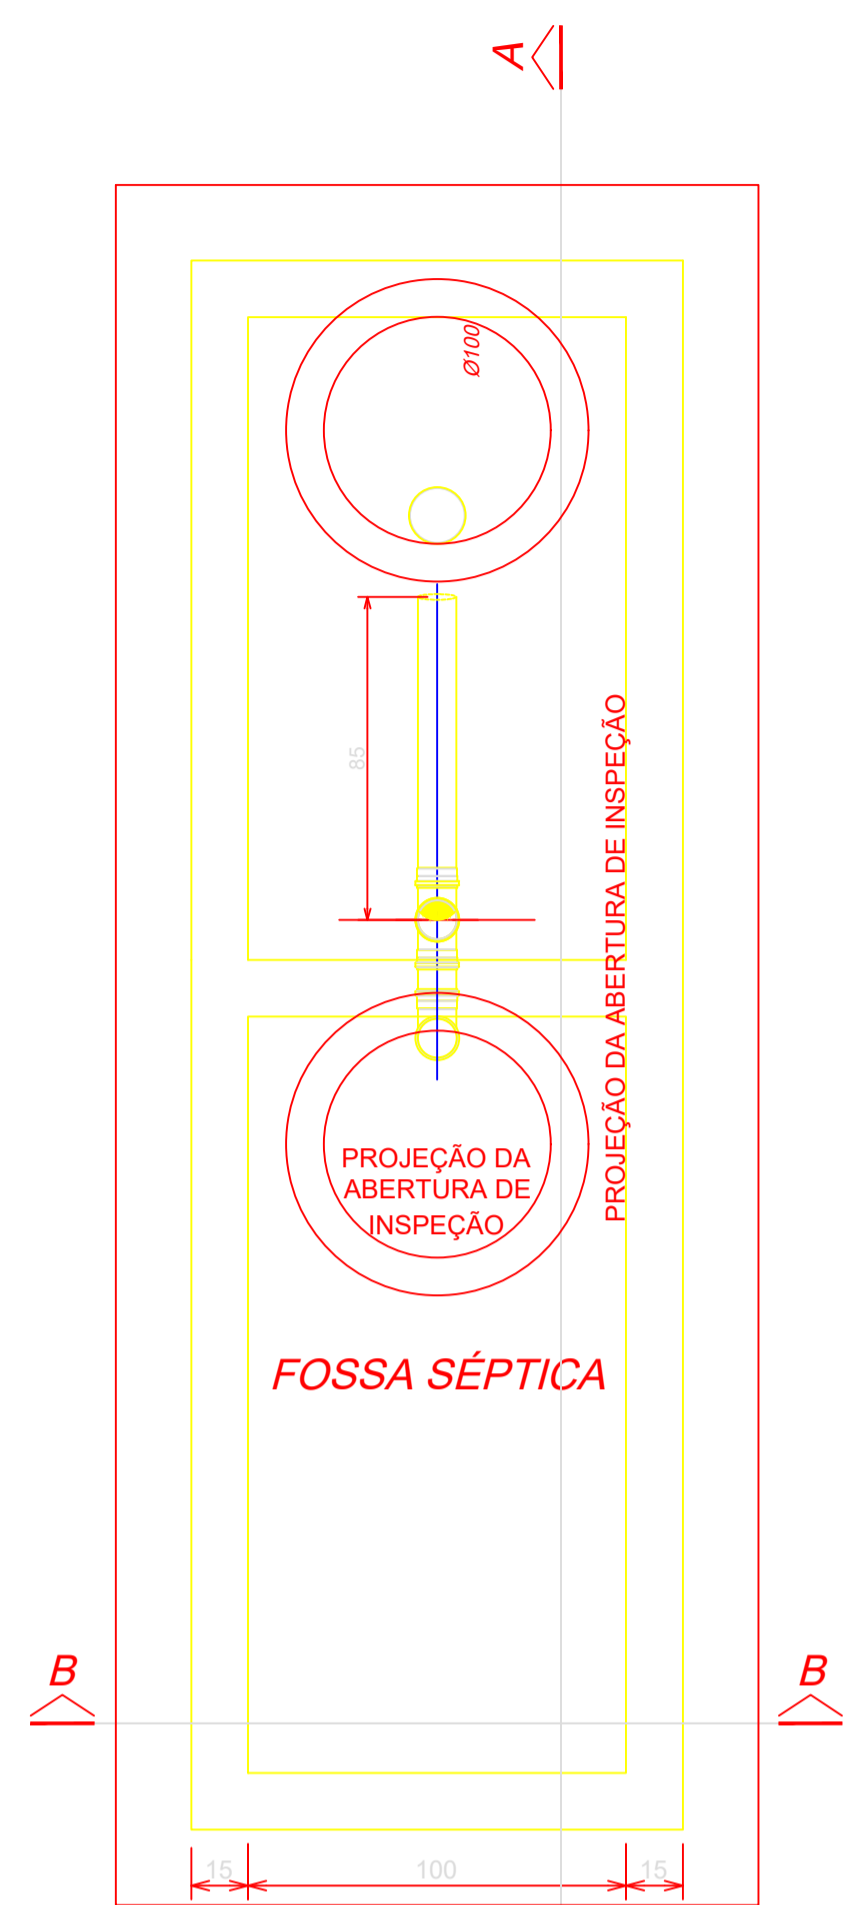 A
Ø100
85
PROJEÇÃO DA ABERTURA DE INSPEÇÃO
PROJEÇÃO DA
ABERTURA DE
INSPEÇÃO
FOSSA SÉPTICA
B
B
15
100
15